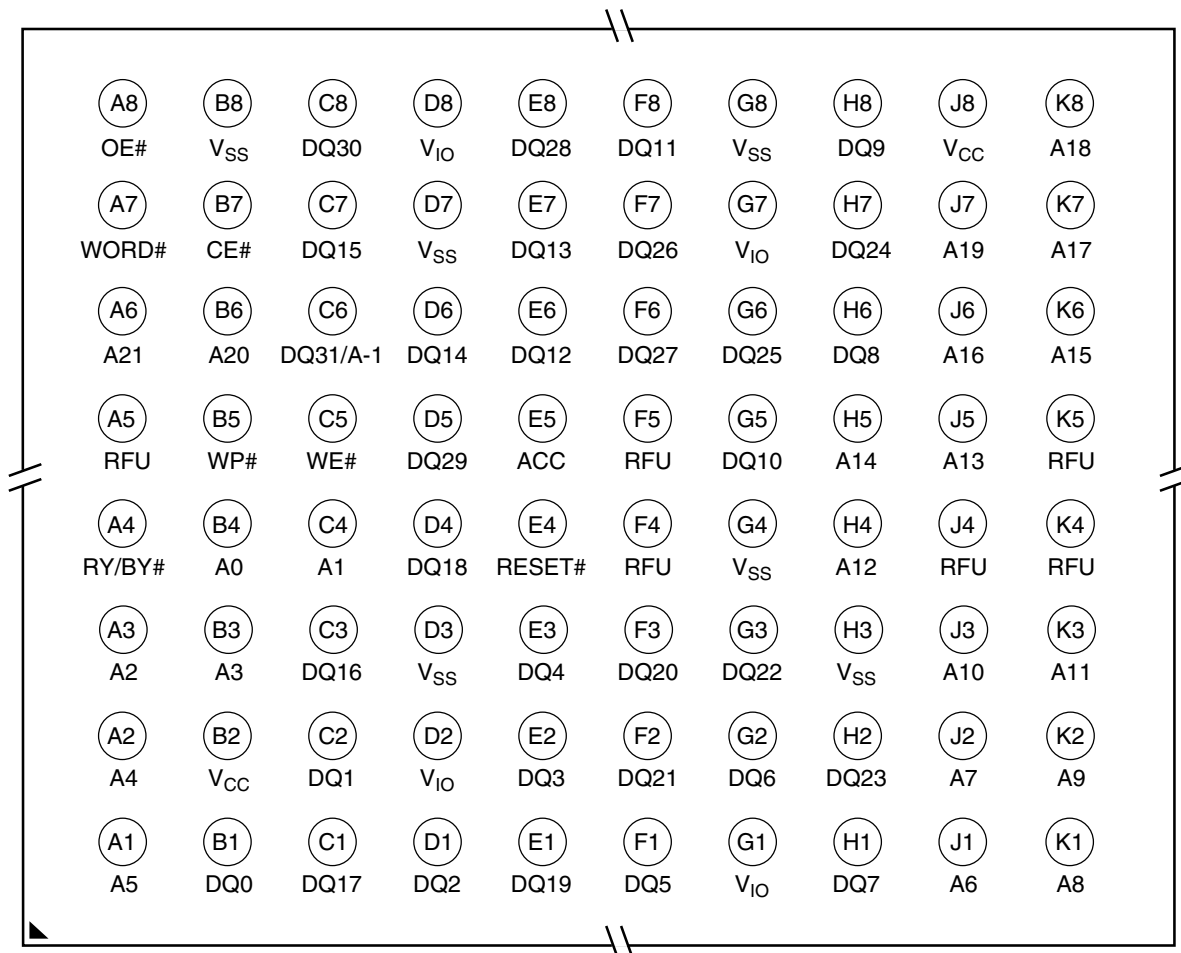 A8 B8 C8 D8 E8 F8 G8 H8 J8 K8
OE# VSS DQ30 VIO DQ28 DQ11 VSS DQ9 VCC A18
A7 B7 C7 D7 E7 F7 G7 H7 J7 K7
WORD# CE# DQ15 VSS DQ13 DQ26 VIO DQ24 A19 A17
A6 B6 C6 D6 E6 F6 G6 H6 J6 K6
A21 A20 DQ31/A-1 DQ14 DQ12 DQ27 DQ25 DQ8 A16 A15
A5 B5 C5 D5 E5 F5 G5 H5 J5 K5
RFU WP# WE# DQ29 ACC RFU DQ10 A14 A13 RFU
A4 B4 C4 D4 E4 F4 G4 H4 J4 K4
RY/BY# A0 A1 DQ18 RESET# RFU VSS A12 RFU RFU
A3 B3 C3 D3 E3 F3 G3 H3 J3 K3
A2 A3 DQ16 VSS DQ4 DQ20 DQ22 VSS A10 A11
A2 B2 C2 D2 E2 F2 G2 H2 J2 K2
A4 VCC DQ1 VIO DQ3 DQ21 DQ6 DQ23 A7 A9
A1 B1 C1 D1 E1 F1 G1 H1 J1 K1
A5 DQ0 DQ17 DQ2 DQ19 DQ5 VIO DQ7 A6 A8